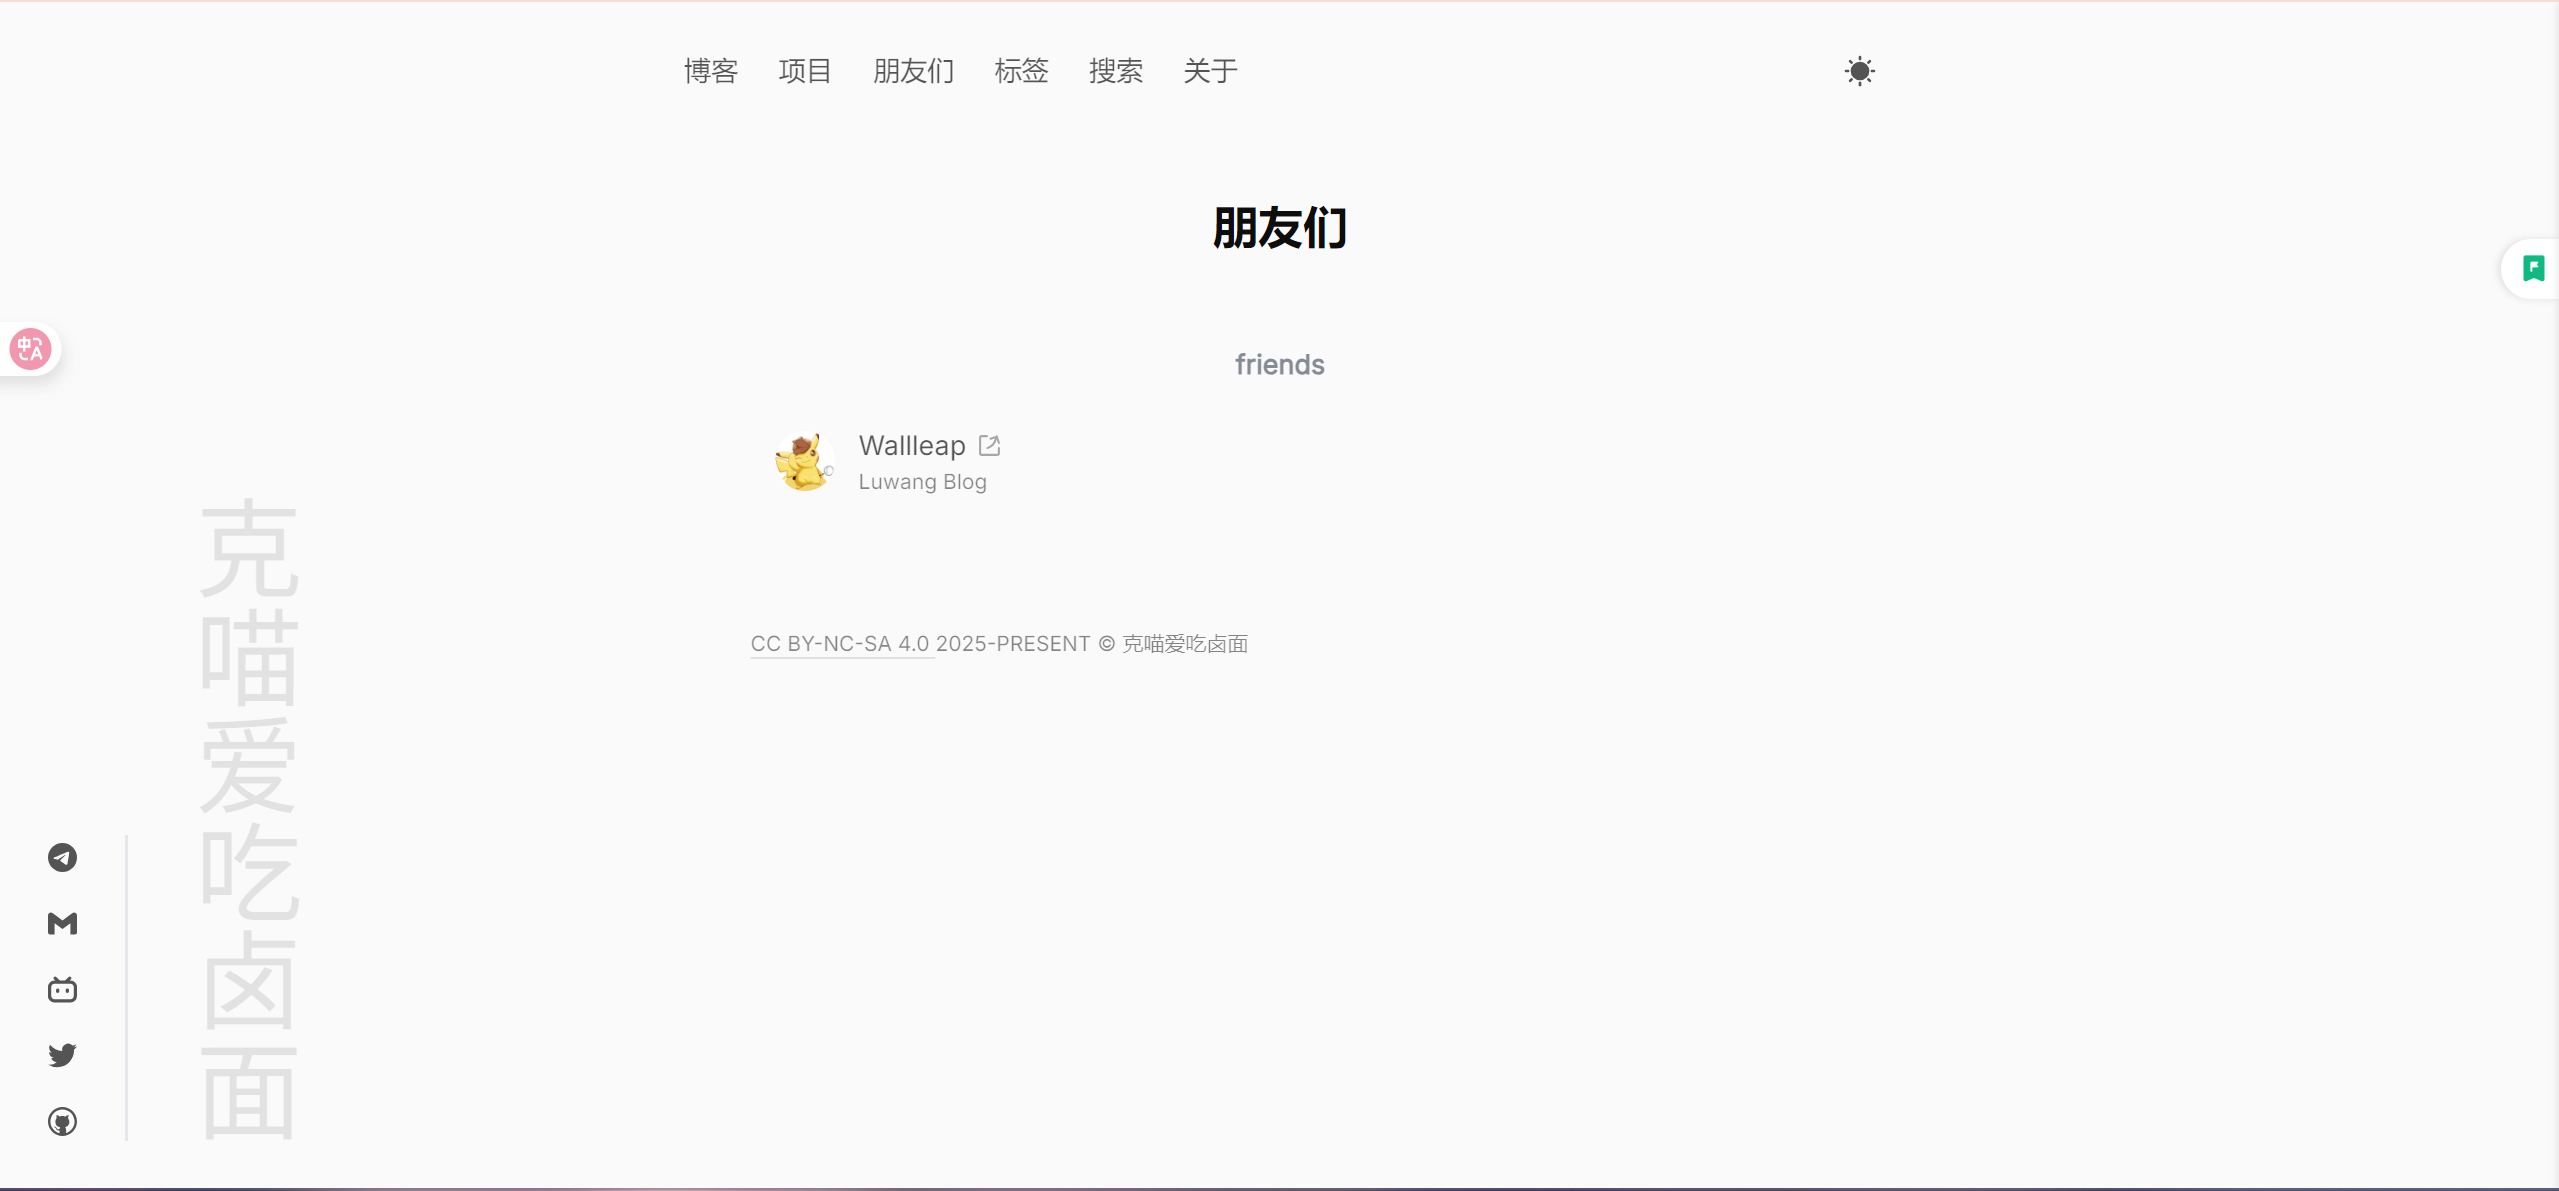 博客 项目 朋友们 标签 搜索 关于
朋友们
friends
Wallleap
Luwang Blog
CC BY-NC-SA 4.0 2025-PRESENT © 克喵爱吃卤面
克喵爱吃卤面
中A